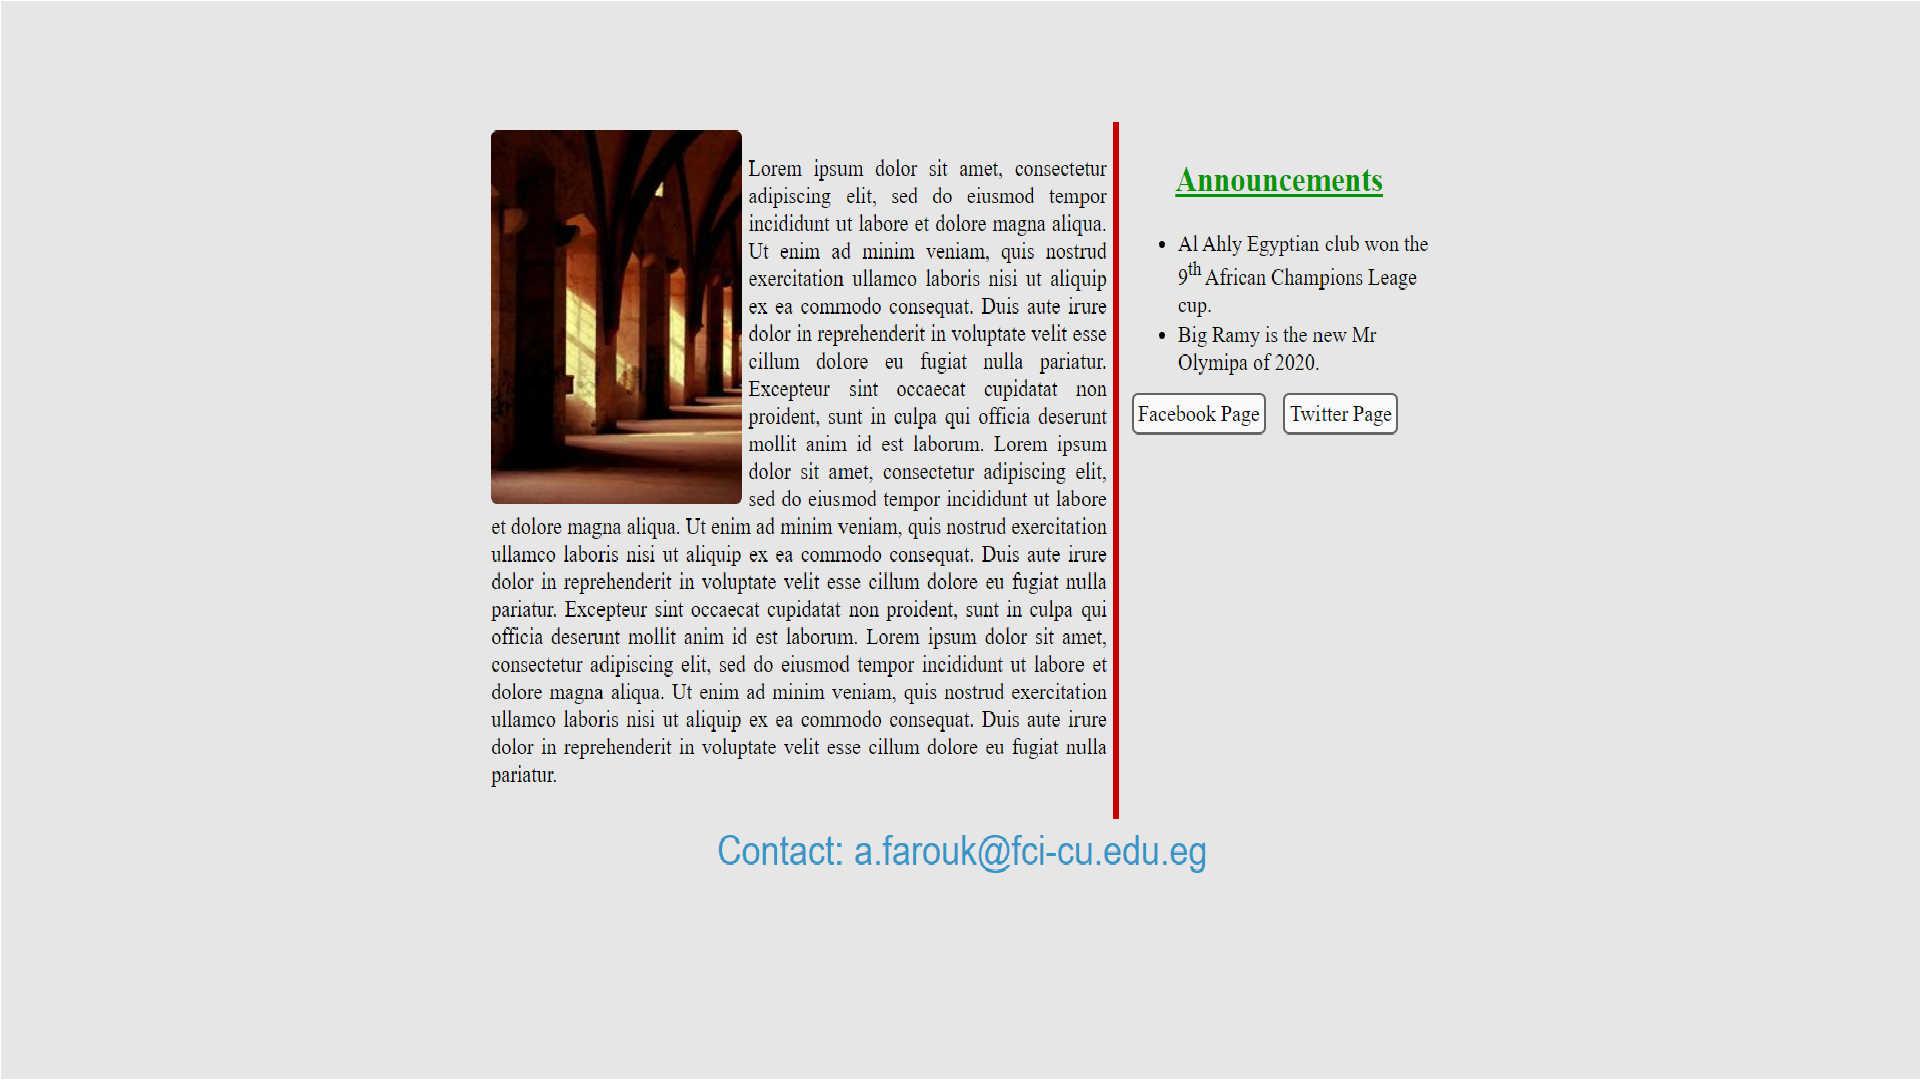 Lorem ipsum dolor sit amet, consectetur
adipiscing elit, sed do eiusmod tempor
incididunt ut labore et dolore magna aliqua.
Ut enim ad minim veniam, quis nostrud
exercitation ullamco laboris nisi ut aliquip
ex ea commodo consequat. Duis aute irure
dolor in reprehenderit in voluptate velit esse
cillum dolore eu fugiat nulla pariatur.
Excepteur sint occaecat cupidatat non
proident, sunt in culpa qui officia deserunt
mollit anim id est laborum. Lorem ipsum
dolor sit amet, consectetur adipiscing elit,
sed do eiusmod tempor incididunt ut labore
et dolore magna aliqua. Ut enim ad minim veniam, quis nostrud exercitation
ullamco laboris nisi ut aliquip ex ea commodo consequat. Duis aute irure
dolor in reprehenderit in voluptate velit esse cillum dolore eu fugiat nulla
pariatur. Excepteur sint occaecat cupidatat non proident, sunt in culpa qui
officia deserunt mollit anim id est laborum. Lorem ipsum dolor sit amet,
consectetur adipiscing elit, sed do eiusmod tempor incididunt ut labore et
dolore magna aliqua. Ut enim ad minim veniam, quis nostrud exercitation
ullamco laboris nisi ut aliquip ex ea commodo consequat. Duis aute irure
dolor in reprehenderit in voluptate velit esse cillum dolore eu fugiat nulla
pariatur.
Announcements
• Al Ahly Egyptian club won the
9th African Champions Leage
cup.
• Big Ramy is the new Mr
Olymipa of 2020.
Facebook Page Twitter Page
Contact: a.farouk@fci-cu.edu.eg